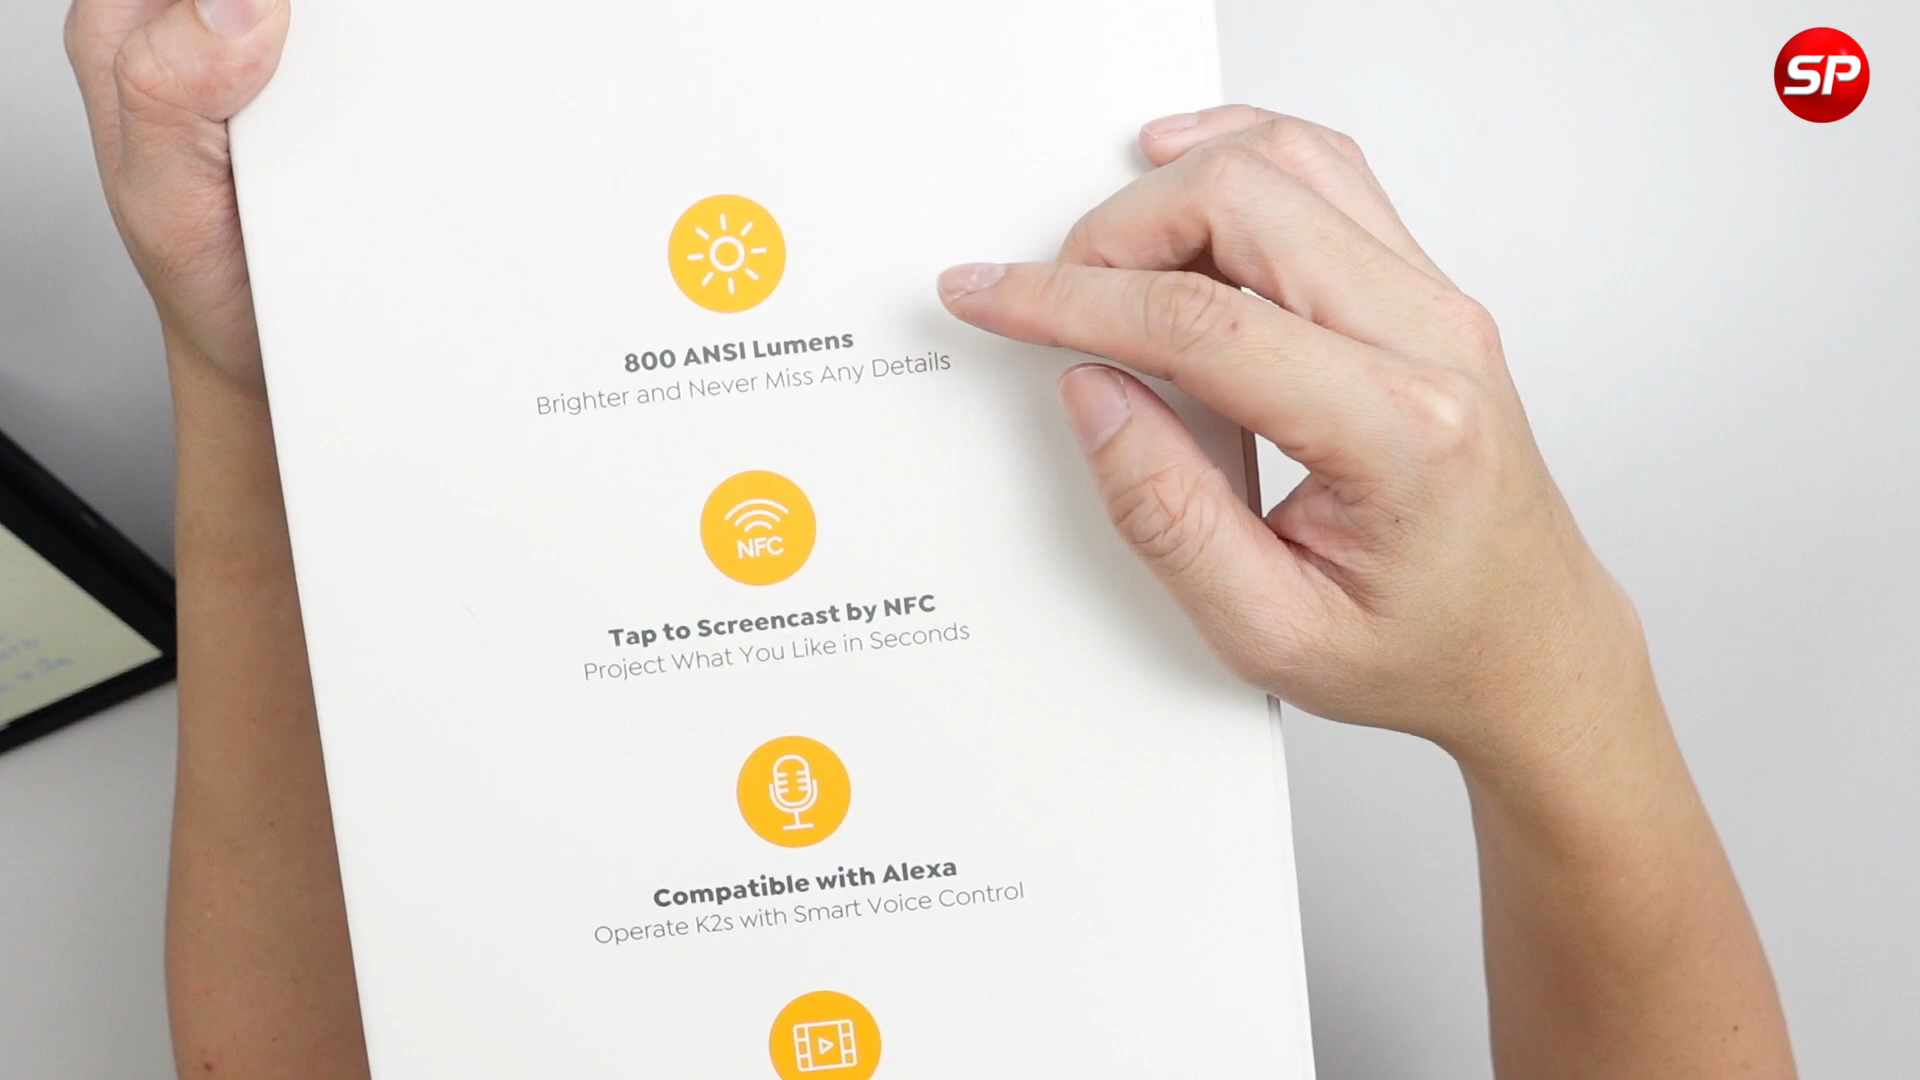 SP
800 ANSI Lumens
Brighter and Never Miss Any Details
NFC
Tap to Screencast by NFC
Project What You Like in Seconds
Compatible with Alexa
Operate K2s with Smart Voice Control